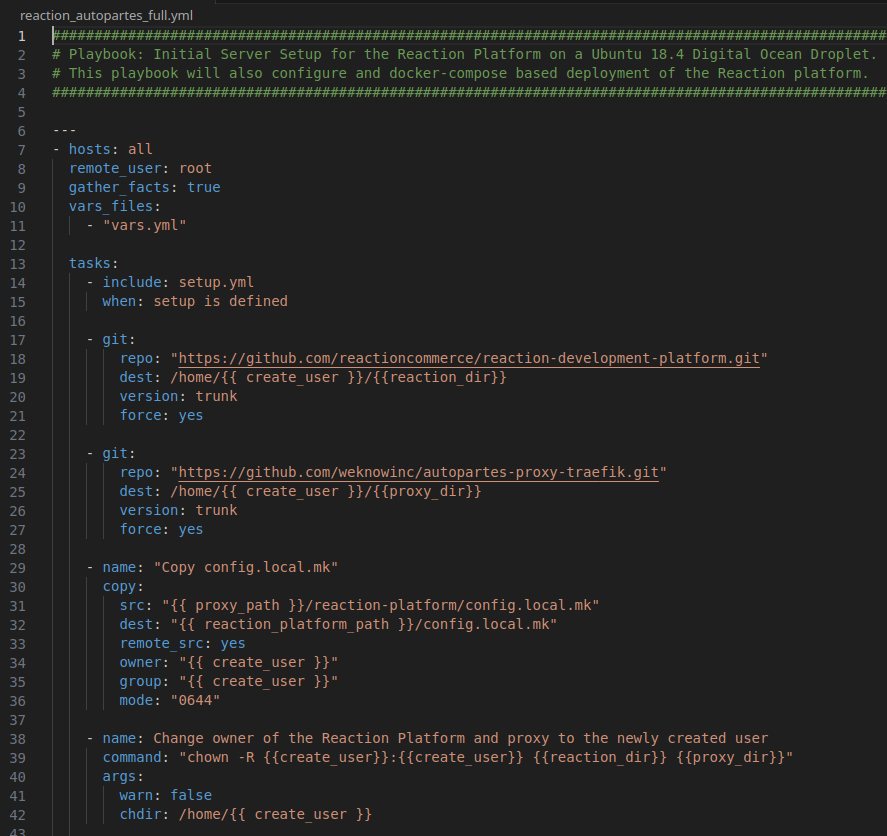 reaction_autopartes_full.yml
1 ####################################################################################################
2 # Playbook: Initial Server Setup for the Reaction Platform on a Ubuntu 18.4 Digital Ocean Droplet.
3 # This playbook will also configure and docker-compose based deployment of the Reaction platform.
4 ####################################################################################################
5
6 ---
7 - hosts: all
8   remote_user: root
9   gather_facts: true
10   vars_files:
11     - "vars.yml"
12
13   tasks:
14     - include: setup.yml
15       when: setup is defined
16
17     - git:
18         repo: "https://github.com/reactioncommerce/reaction-development-platform.git"
19         dest: /home/{{ create_user }}/{{reaction_dir}}
20         version: trunk
21         force: yes
22
23     - git:
24         repo: "https://github.com/weknowinc/autopartes-proxy-traefik.git"
25         dest: /home/{{ create_user }}/{{proxy_dir}}
26         version: trunk
27         force: yes
28
29     - name: "Copy config.local.mk"
30       copy:
31         src: "{{ proxy_path }}/reaction-platform/config.local.mk"
32         dest: "{{ reaction_platform_path }}/config.local.mk"
33         remote_src: yes
34         owner: "{{ create_user }}"
35         group: "{{ create_user }}"
36         mode: "0644"
37
38     - name: Change owner of the Reaction Platform and proxy to the newly created user
39       command: "chown -R {{create_user}}:{{create_user}} {{reaction_dir}} {{proxy_dir}}"
40       args:
41         warn: false
42         chdir: /home/{{ create_user }}
43